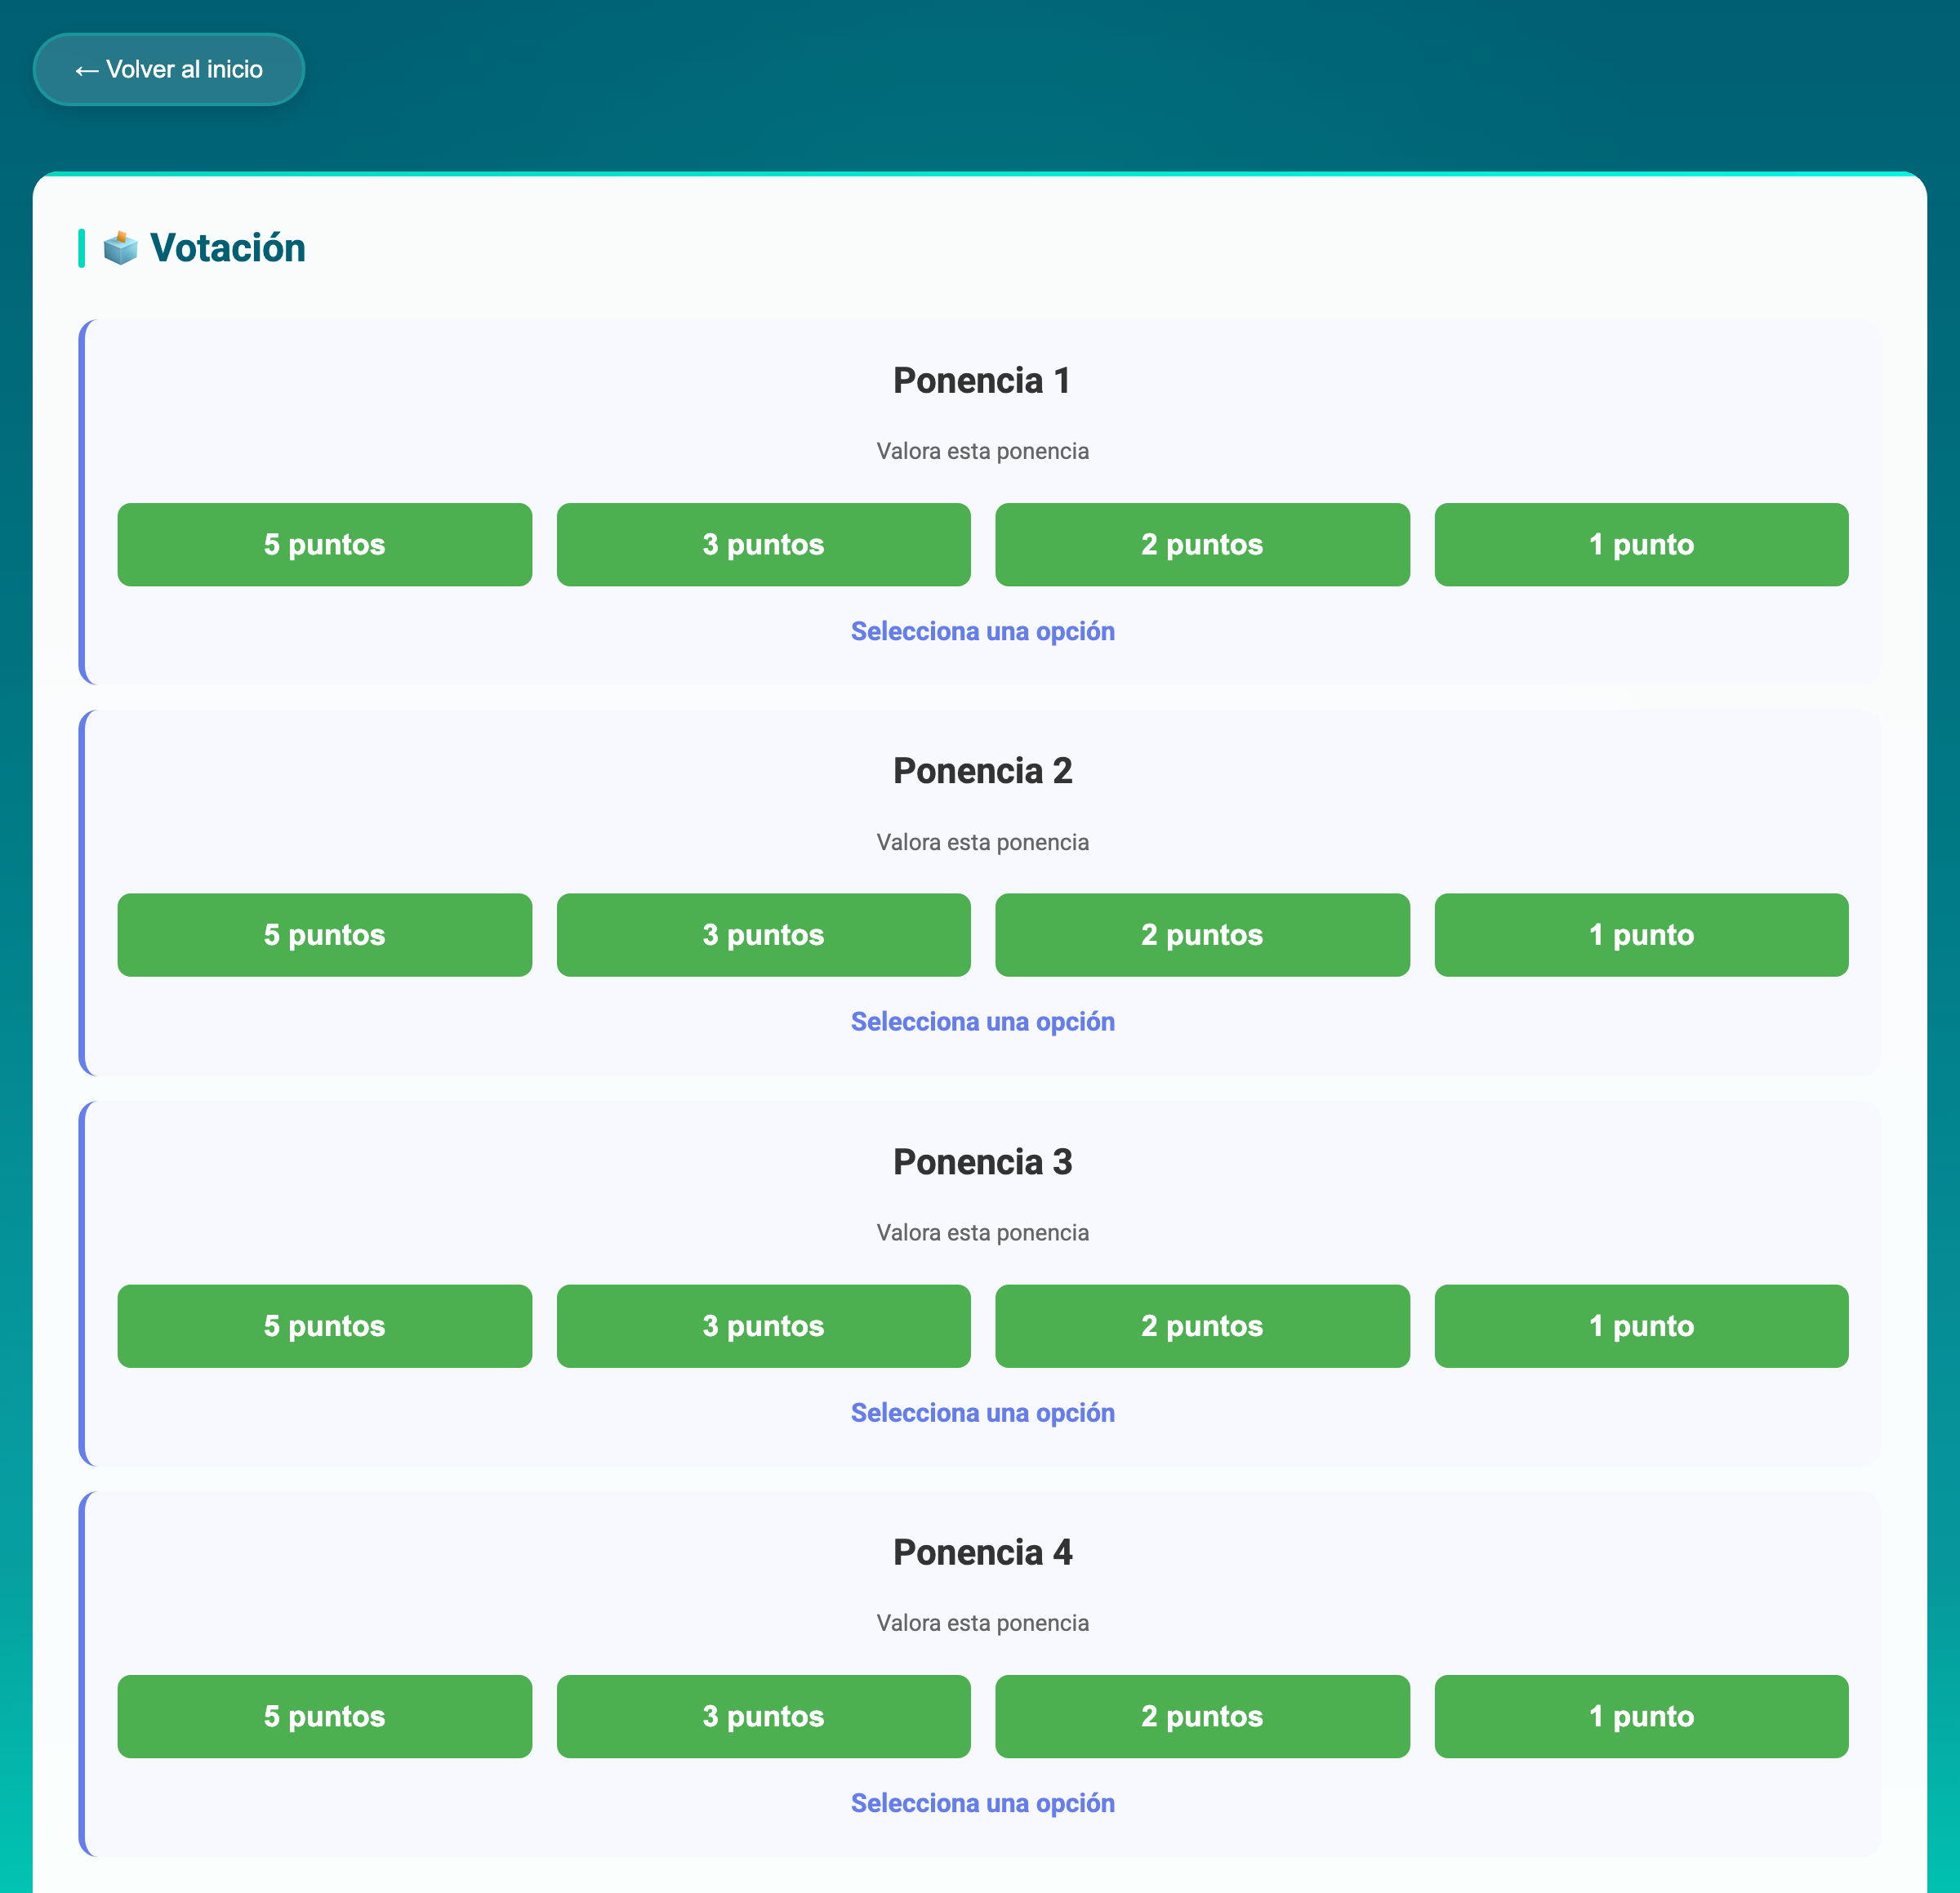 ← Volver al inicio
Votación
Ponencia 1
Valora esta ponencia
5 puntos 3 puntos 2 puntos 1 punto
Selecciona una opción
Ponencia 2
Valora esta ponencia
5 puntos 3 puntos 2 puntos 1 punto
Selecciona una opción
Ponencia 3
Valora esta ponencia
5 puntos 3 puntos 2 puntos 1 punto
Selecciona una opción
Ponencia 4
Valora esta ponencia
5 puntos 3 puntos 2 puntos 1 punto
Selecciona una opción